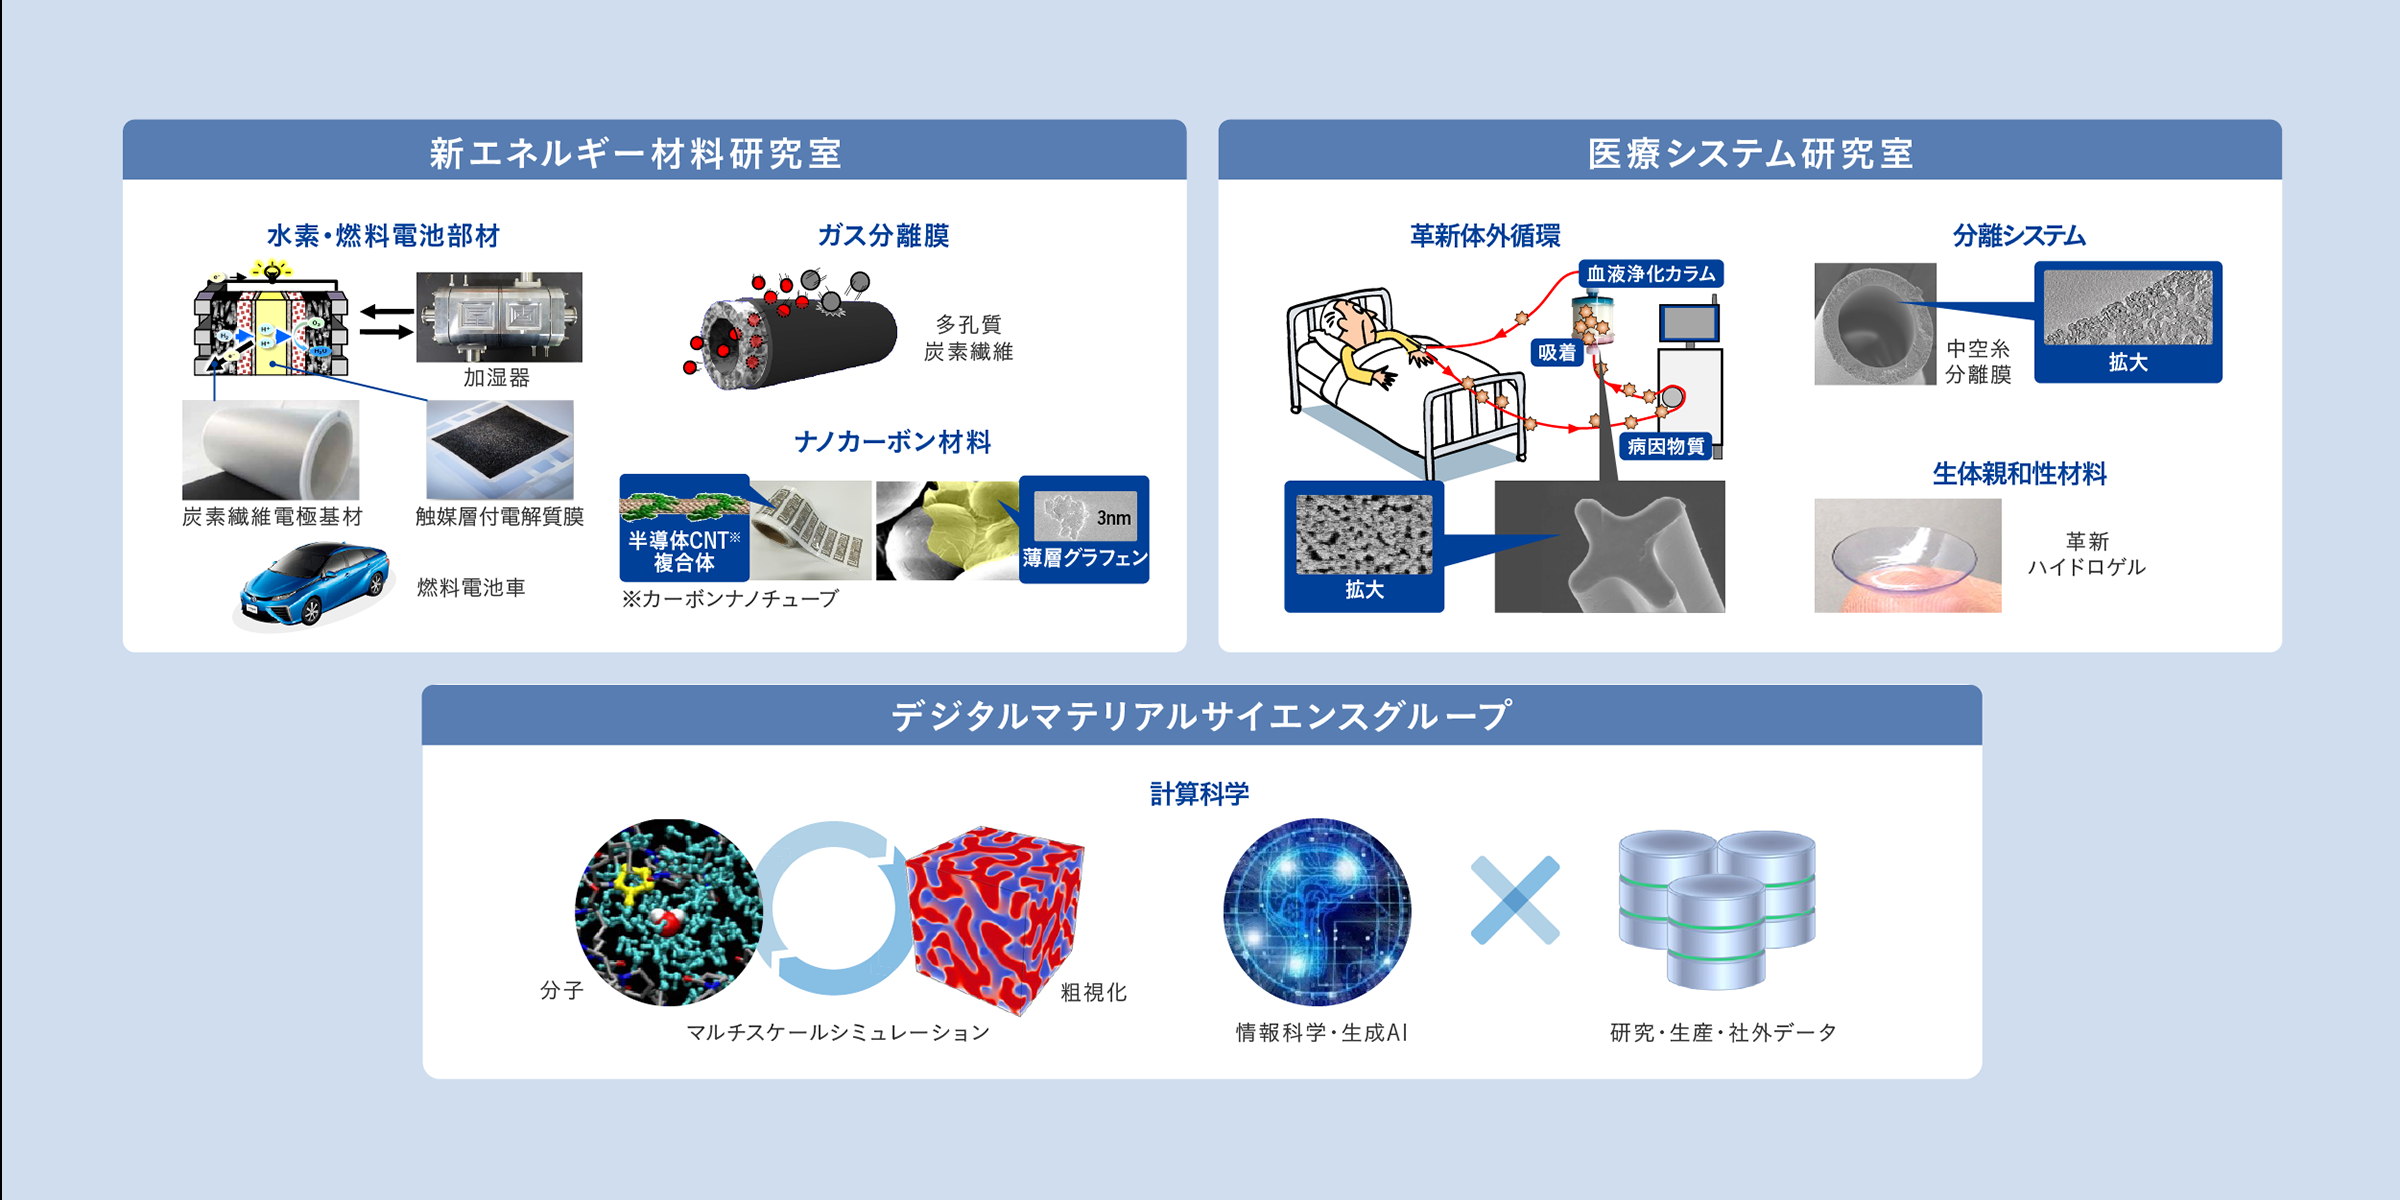 新エネルギー材料研究室
水素・燃料電池部材
e-
H₂
H⁺
H⁺
O₂
H₂O
加湿器
炭素繊維電極基材
触媒層付電解質膜
燃料電池車
ガス分離膜
多孔質
炭素繊維
ナノカーボン材料
半導体CNT※
複合体
3nm
薄層グラフェン
※カーボンナノチューブ
医療システム研究室
革新体外循環
血液浄化カラム
吸着
病因物質
拡大
分離システム
中空糸
分離膜
拡大
生体親和性材料
革新
ハイドロゲル
デジタルマテリアルサイエンスグループ
計算科学
分子
粗視化
マルチスケールシミュレーション
情報科学・生成AI
研究・生産・社外データ